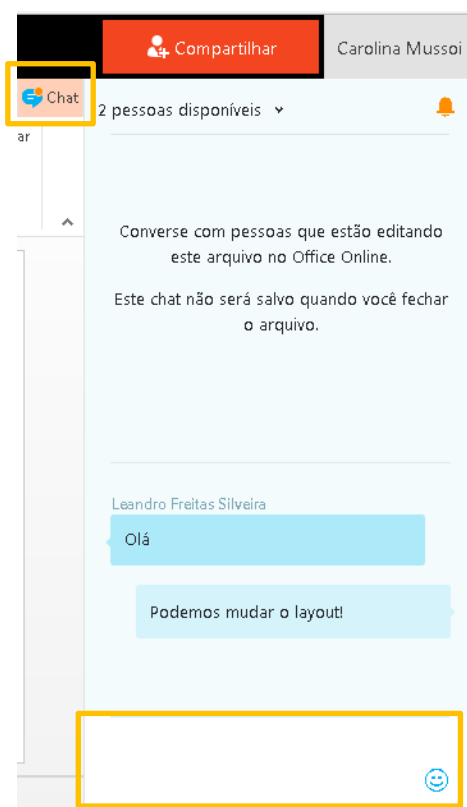 Compartilhar
Carolina Mussoi
Chat
2 pessoas disponíveis
ar
Converse com pessoas que estão editando
este arquivo no Office Online.
Este chat não será salvo quando você fechar
o arquivo.
Leandro Freitas Silveira
Olá
Podemos mudar o layout!